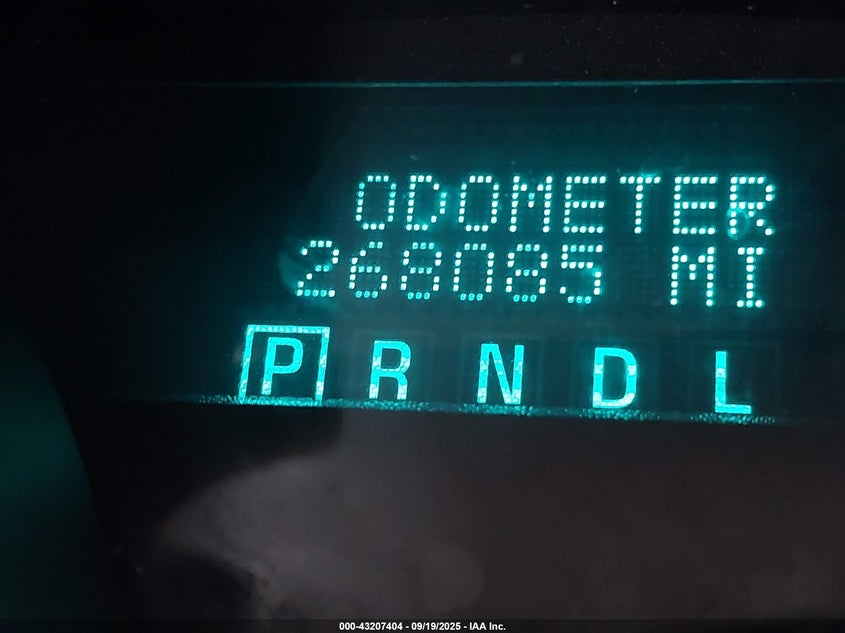 ODOMETER
268085 MI
P R N D L
000-43207404 - 09/19/2025 - IAA Inc.